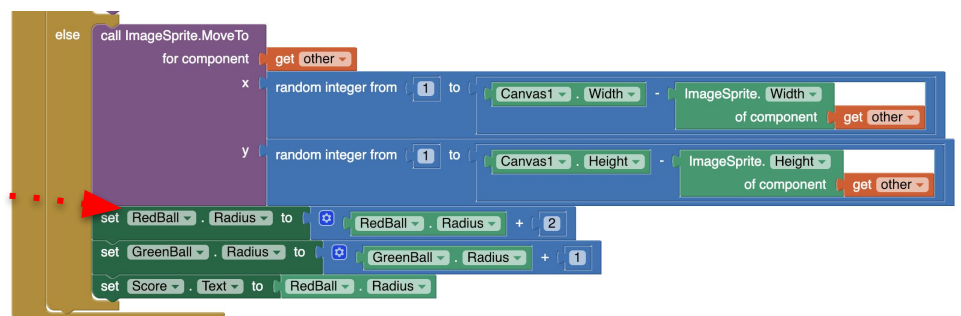 else call ImageSprite.MoveTo
for component get other
x random integer from 1 to Canvas1 . Width - ImageSprite. Width
of component get other
y random integer from 1 to Canvas1 . Height - ImageSprite. Height
of component get other
set RedBall . Radius to RedBall . Radius + 2
set GreenBall . Radius to GreenBall . Radius + 1
set Score . Text to RedBall . Radius